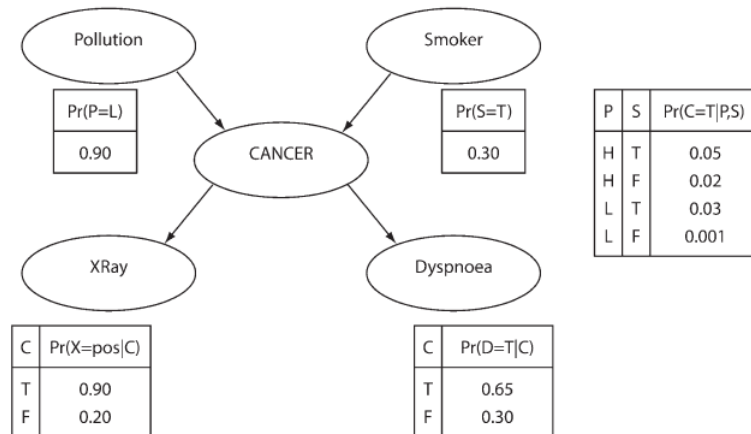 Pollution
Smoker
Pr(P=L)
0.90
CANCER
Pr(S=T)
0.30
P S Pr(C=T|P,S)
H T 0.05
H F 0.02
L T 0.03
L F 0.001
XRay
Dyspnoea
C Pr(X=pos|C)
T 0.90
F 0.20
C Pr(D=T|C)
T 0.65
F 0.30